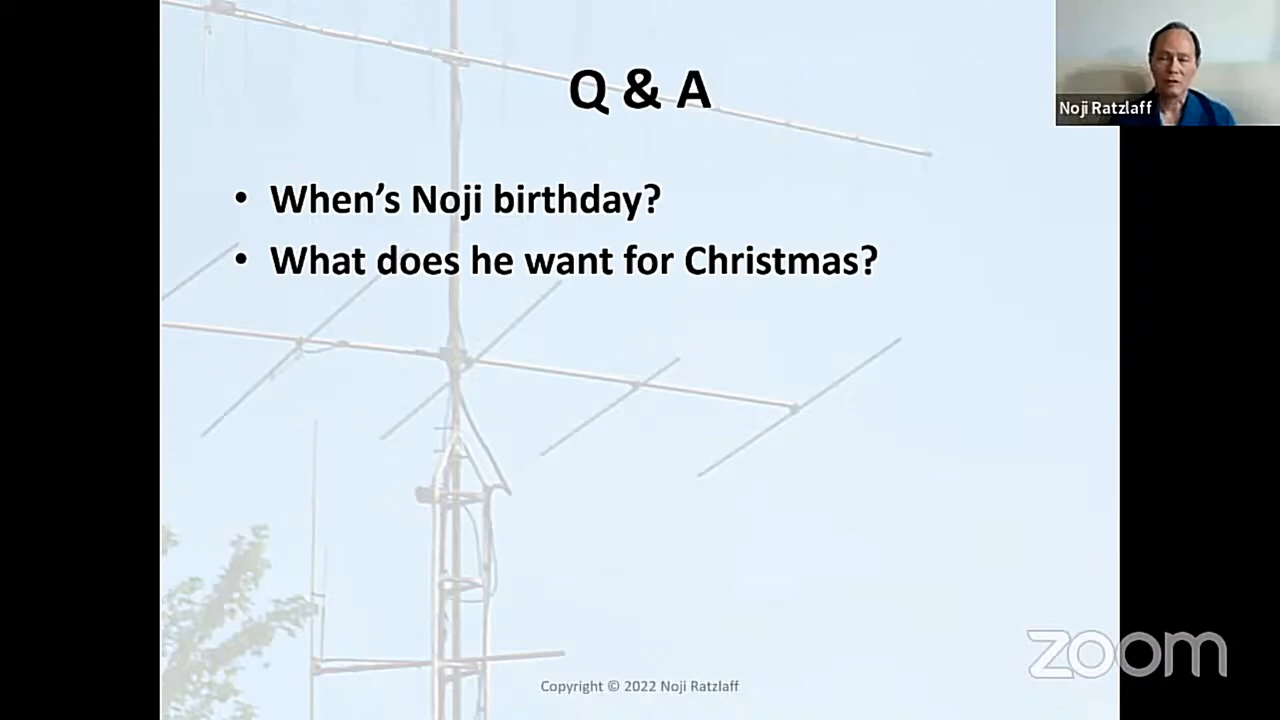 Q & A
Noji Ratzlaff
• When’s Noji birthday?
• What does he want for Christmas?
zoom
Copyright © 2022 Noji Ratzlaff